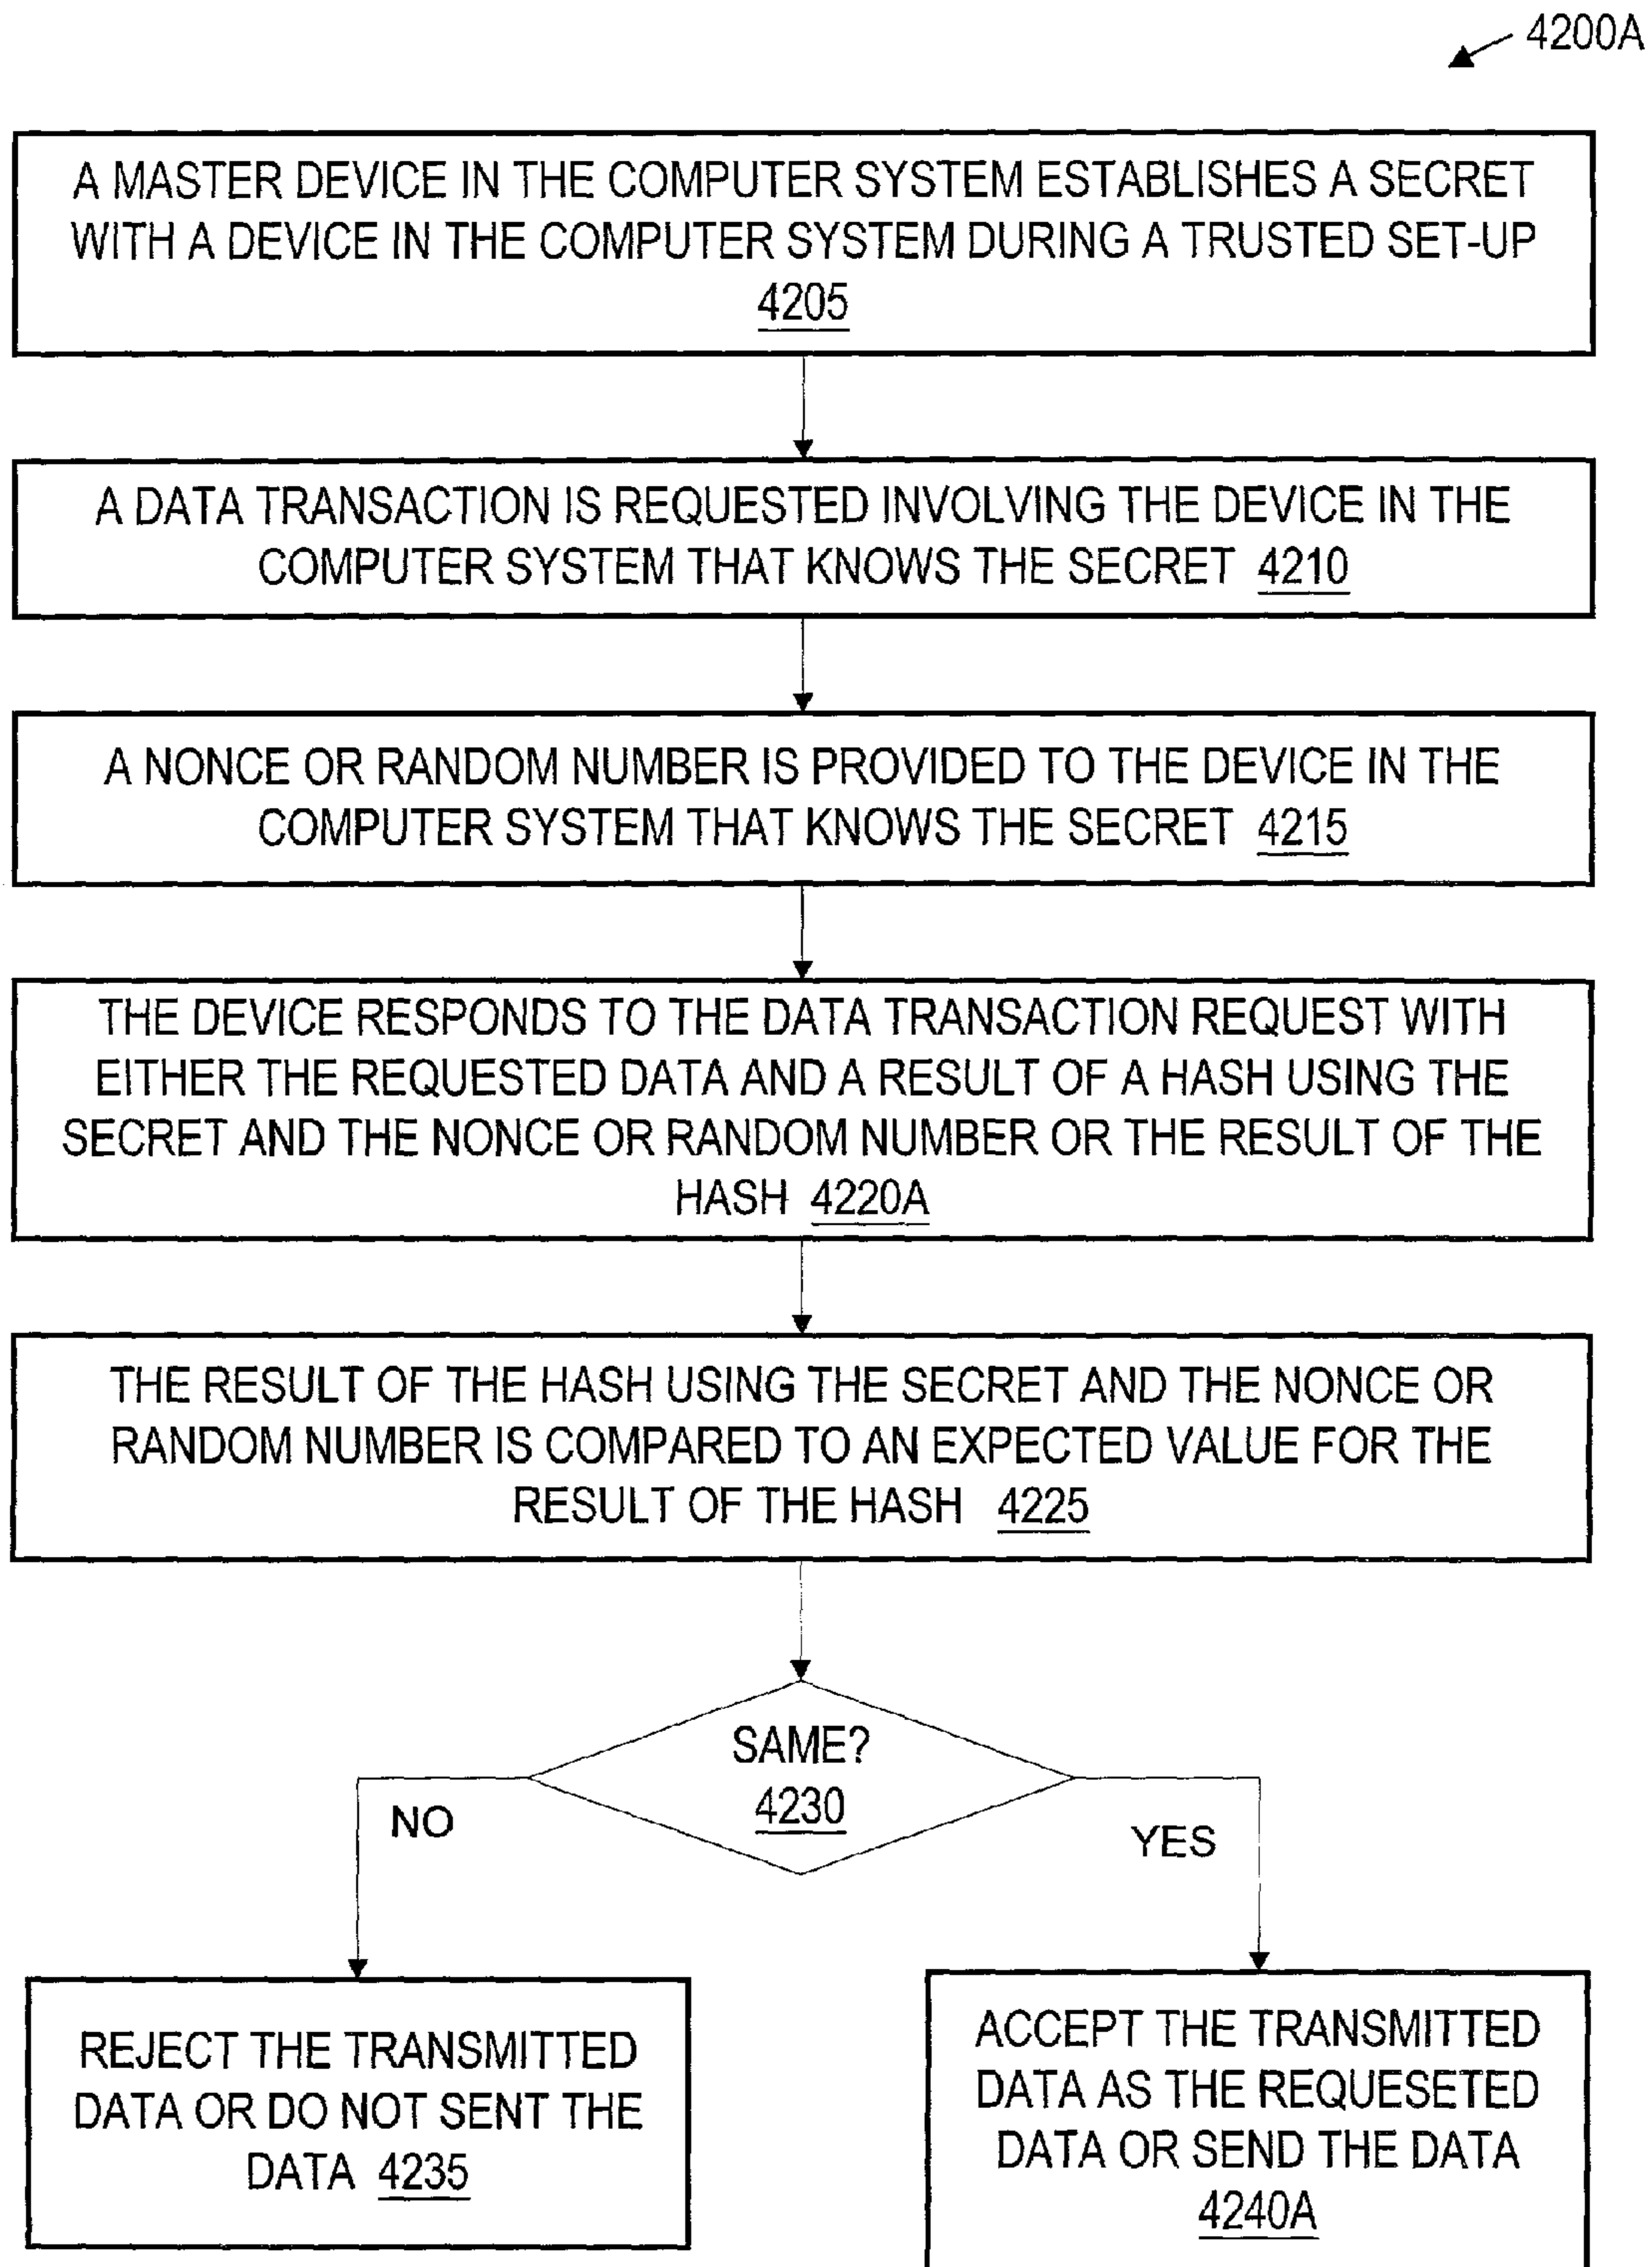 4200A
A MASTER DEVICE IN THE COMPUTER SYSTEM ESTABLISHES A SECRET
WITH A DEVICE IN THE COMPUTER SYSTEM DURING A TRUSTED SET-UP
4205
A DATA TRANSACTION IS REQUESTED INVOLVING THE DEVICE IN THE
COMPUTER SYSTEM THAT KNOWS THE SECRET 4210
A NONCE OR RANDOM NUMBER IS PROVIDED TO THE DEVICE IN THE
COMPUTER SYSTEM THAT KNOWS THE SECRET 4215
THE DEVICE RESPONDS TO THE DATA TRANSACTION REQUEST WITH
EITHER THE REQUESTED DATA AND A RESULT OF A HASH USING THE
SECRET AND THE NONCE OR RANDOM NUMBER OR THE RESULT OF THE
HASH 4220A
THE RESULT OF THE HASH USING THE SECRET AND THE NONCE OR
RANDOM NUMBER IS COMPARED TO AN EXPECTED VALUE FOR THE
RESULT OF THE HASH 4225
SAME?
4230
NO
YES
REJECT THE TRANSMITTED
DATA OR DO NOT SENT THE
DATA 4235
ACCEPT THE TRANSMITTED
DATA AS THE REQUESETED
DATA OR SEND THE DATA
4240A